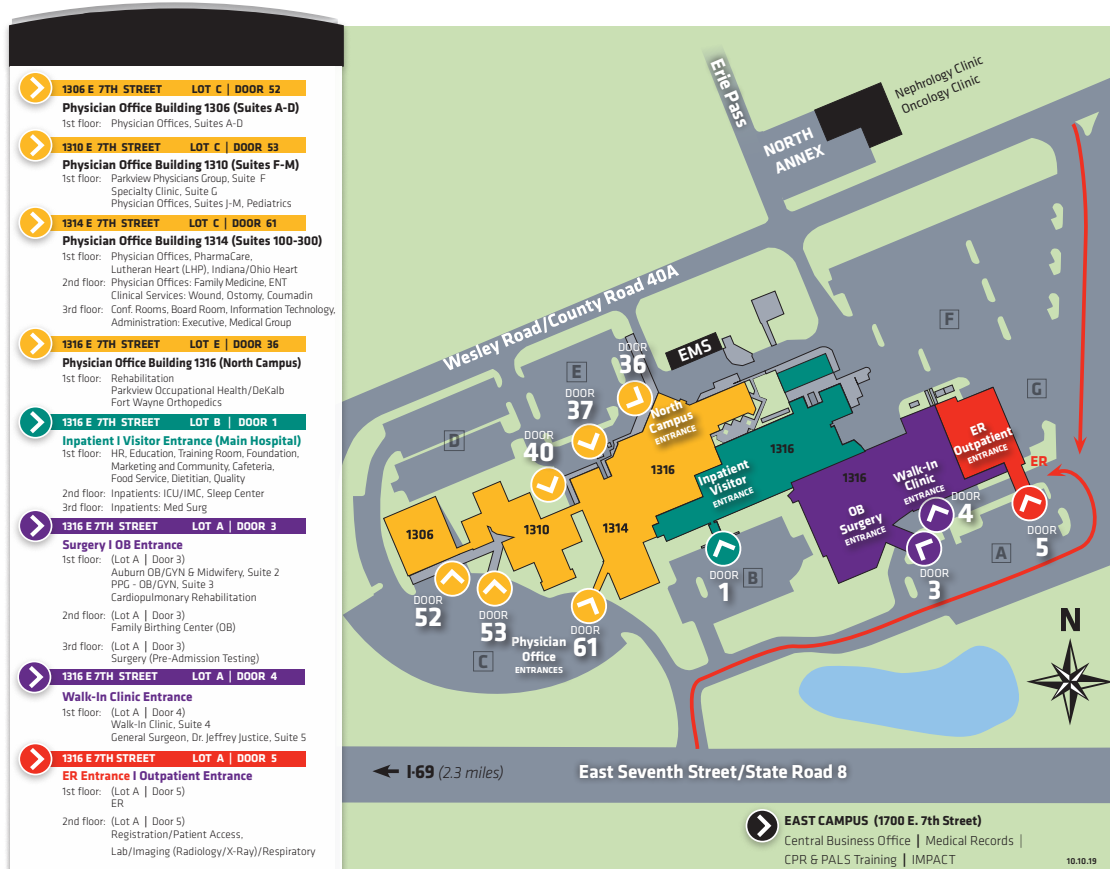 1306 E 7TH STREET LOT C | DOOR 52
Physician Office Building 1306 (Suites A-D)
1st floor: Physician Offices, Suites A-D
1310 E 7TH STREET LOT C | DOOR 53
Physician Office Building 1310 (Suites F-M)
1st floor: Parkview Physicians Group, Suite F
Specialty Clinic, Suite G
Physician Offices, Suites J-M, Pediatrics
1314 E 7TH STREET LOT C | DOOR 61
Physician Office Building 1314 (Suites 100-300)
1st floor: Physician Offices, PharmaCare,
Lutheran Heart (LHP), Indiana/Ohio Heart
2nd floor: Physician Offices: Family Medicine, ENT
Clinical Services: Wound, Ostomy, Coumadin
3rd floor: Conf. Rooms, Board Room, Information Technology,
Administration: Executive, Medical Group
1316 E 7TH STREET LOT E | DOOR 36
Physician Office Building 1316 (North Campus)
1st floor: Rehabilitation
Parkview Occupational Health/DeKalb
Fort Wayne Orthopedics
1316 E 7TH STREET LOT B | DOOR 1
Inpatient I Visitor Entrance (Main Hospital)
1st floor: HR, Education, Training Room, Foundation,
Marketing and Community, Cafeteria,
Food Service, Dietitian, Quality
2nd floor: Inpatients: ICU/IMC, Sleep Center
3rd floor: Inpatients: Med Surg
1316 E 7TH STREET LOT A | DOOR 3
Surgery I OB Entrance
1st floor: (Lot A | Door 3)
Auburn OB/GYN & Midwifery, Suite 2
PPG - OB/GYN, Suite 3
Cardiopulmonary Rehabilitation
2nd floor: (Lot A | Door 3)
Family Birthing Center (OB)
3rd floor: (Lot A | Door 3)
Surgery (Pre-Admission Testing)
1316 E 7TH STREET LOT A | DOOR 4
Walk-In Clinic Entrance
1st floor: (Lot A | Door 4)
Walk-In Clinic, Suite 4
General Surgeon, Dr. Jeffrey Justice, Suite 5
1316 E 7TH STREET LOT A | DOOR 5
ER Entrance I Outpatient Entrance
1st floor: (Lot A | Door 5)
ER
2nd floor: (Lot A | Door 5)
Registration/Patient Access,
Lab/Imaging (Radiology/X-Ray)/Respiratory
Erie Pass
Nephrology Clinic
Oncology Clinic
NORTH
ANNEX
Wesley Road/County Road 40A
EMS
F
E
G
D
DOOR
36
DOOR
37
DOOR
40
North
Campus
ENTRANCE
1316
1316
1316
Inpatient
Visitor
ENTRANCE
ER
Outpatient
ENTRANCE
ER
Walk-In
Clinic
ENTRANCE
OB
Surgery
ENTRANCE
1306
1310
1314
DOOR
4
DOOR
5
A
DOOR
3
DOOR
1
B
DOOR
52
DOOR
53
DOOR
61
C
Physician
Office
ENTRANCES
N
I-69 (2.3 miles)
East Seventh Street/State Road 8
EAST CAMPUS (1700 E. 7th Street)
Central Business Office | Medical Records |
CPR & PALS Training | IMPACT
10.10.19